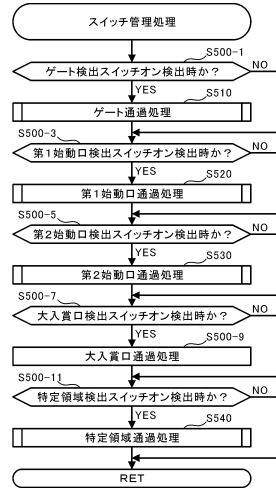 スイッチ管理処理
S500-1
ゲート検出スイッチオン検出時か？
NO
YES
S510
ゲート通過処理
S500-3
第1始動口検出スイッチオン検出時か？
NO
YES
S520
第1始動口通過処理
S500-5
第2始動口検出スイッチオン検出時か？
NO
YES
S530
第2始動口通過処理
S500-7
大入賞口検出スイッチオン検出時か？
NO
YES
S500-9
大入賞口通過処理
S500-11
特定領域検出スイッチオン検出時か？
NO
YES
S540
特定領域通過処理
RET